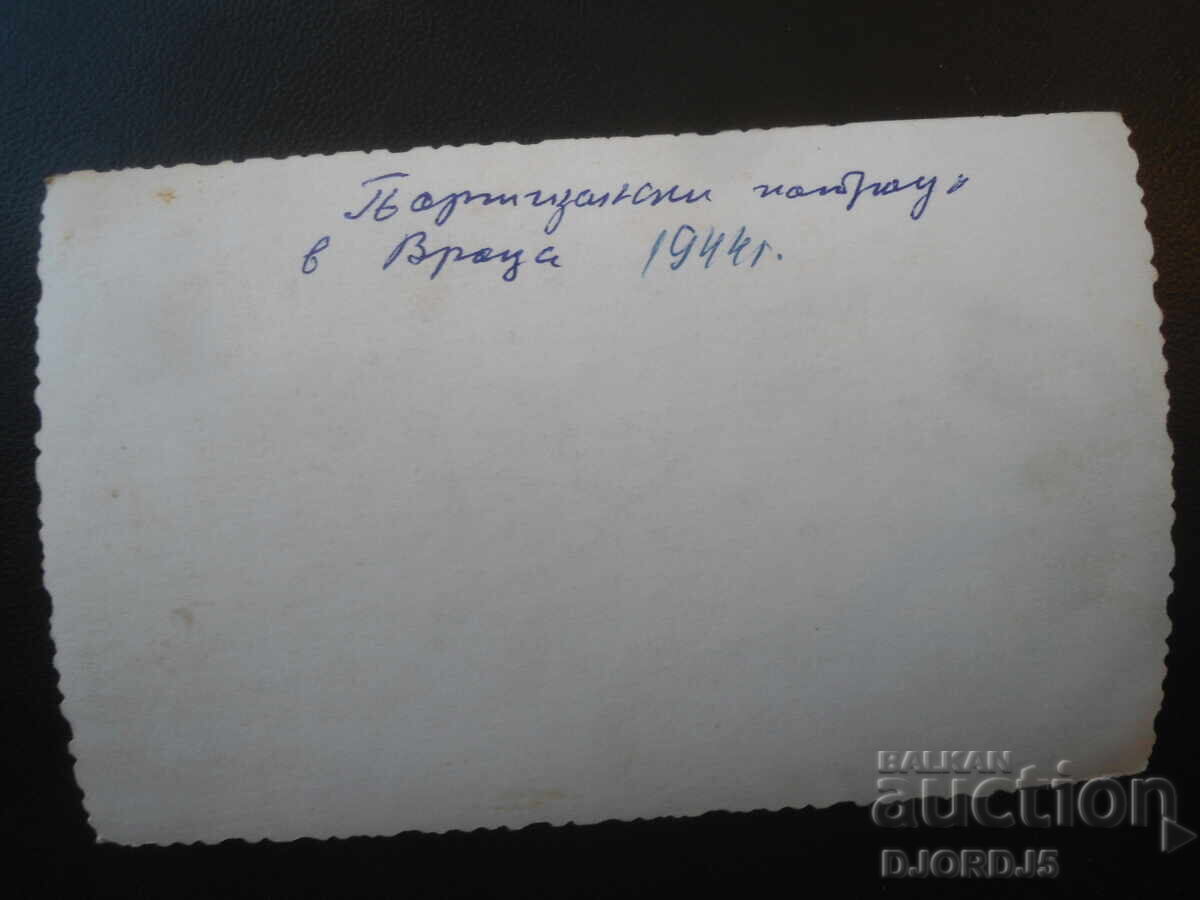 Партизански патрул
в Враца 1944г.
BALKAN
auction
DJORDJ5